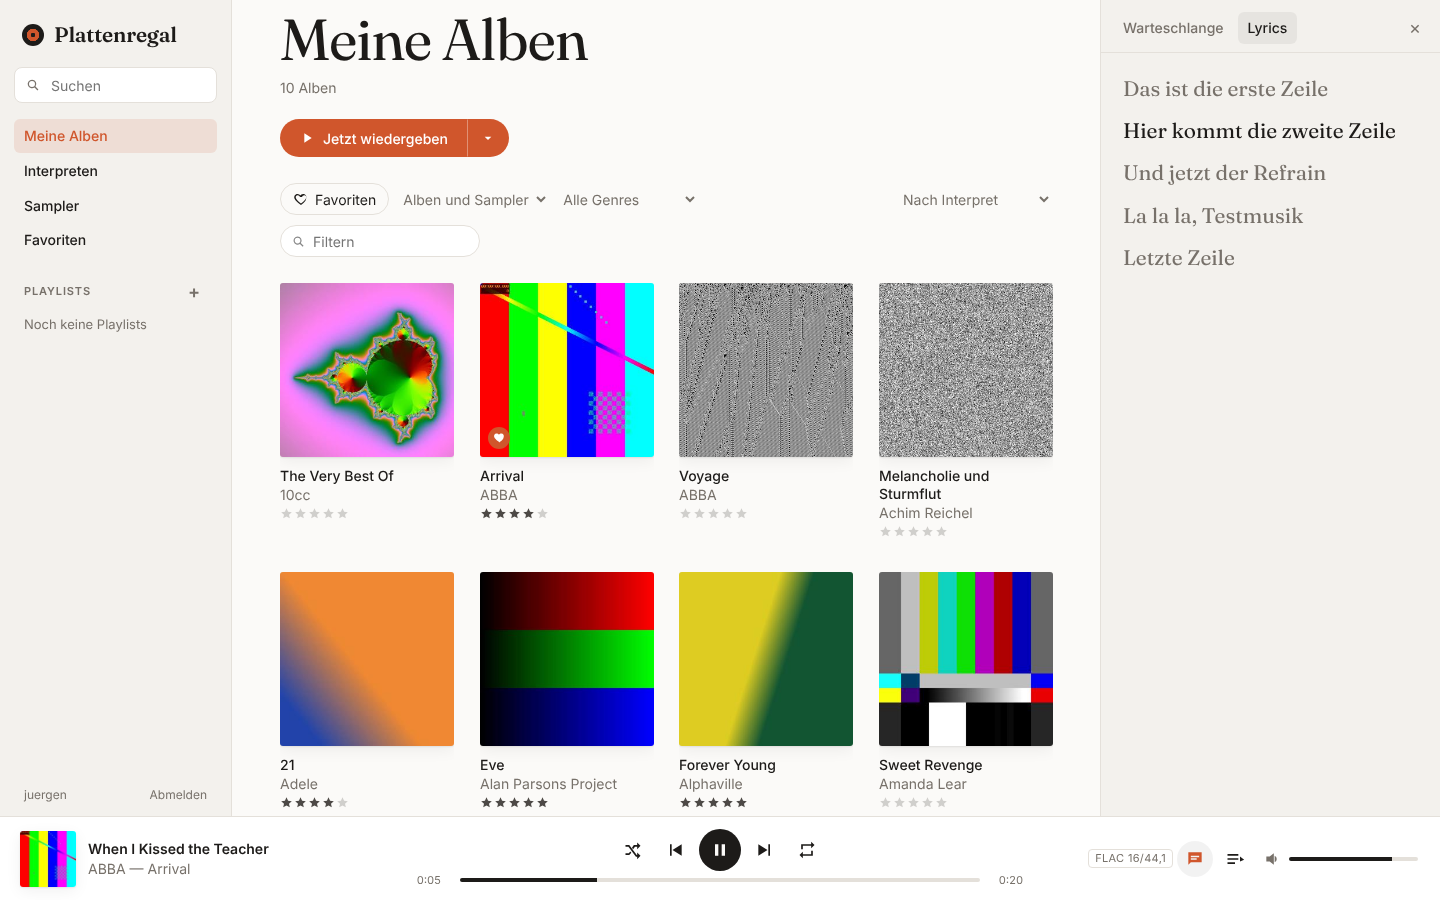 Plattenregal
Suchen
Meine Alben
Interpreten
Sampler
Favoriten
PLAYLISTS
Noch keine Playlists
juergen
Abmelden
Meine Alben
10 Alben
Jetzt wiedergeben
Favoriten
Alben und Sampler
Alle Genres
Nach Interpret
Filtern
The Very Best Of
10cc
Arrival
ABBA
Voyage
ABBA
Melancholie und
Sturmflut
Achim Reichel
21
Adele
Eve
Alan Parsons Project
Forever Young
Alphaville
Sweet Revenge
Amanda Lear
Warteschlange
Lyrics
Das ist die erste Zeile
Hier kommt die zweite Zeile
Und jetzt der Refrain
La la la, Testmusik
Letzte Zeile
When I Kissed the Teacher
ABBA — Arrival
0:05
0:20
FLAC 16/44,1